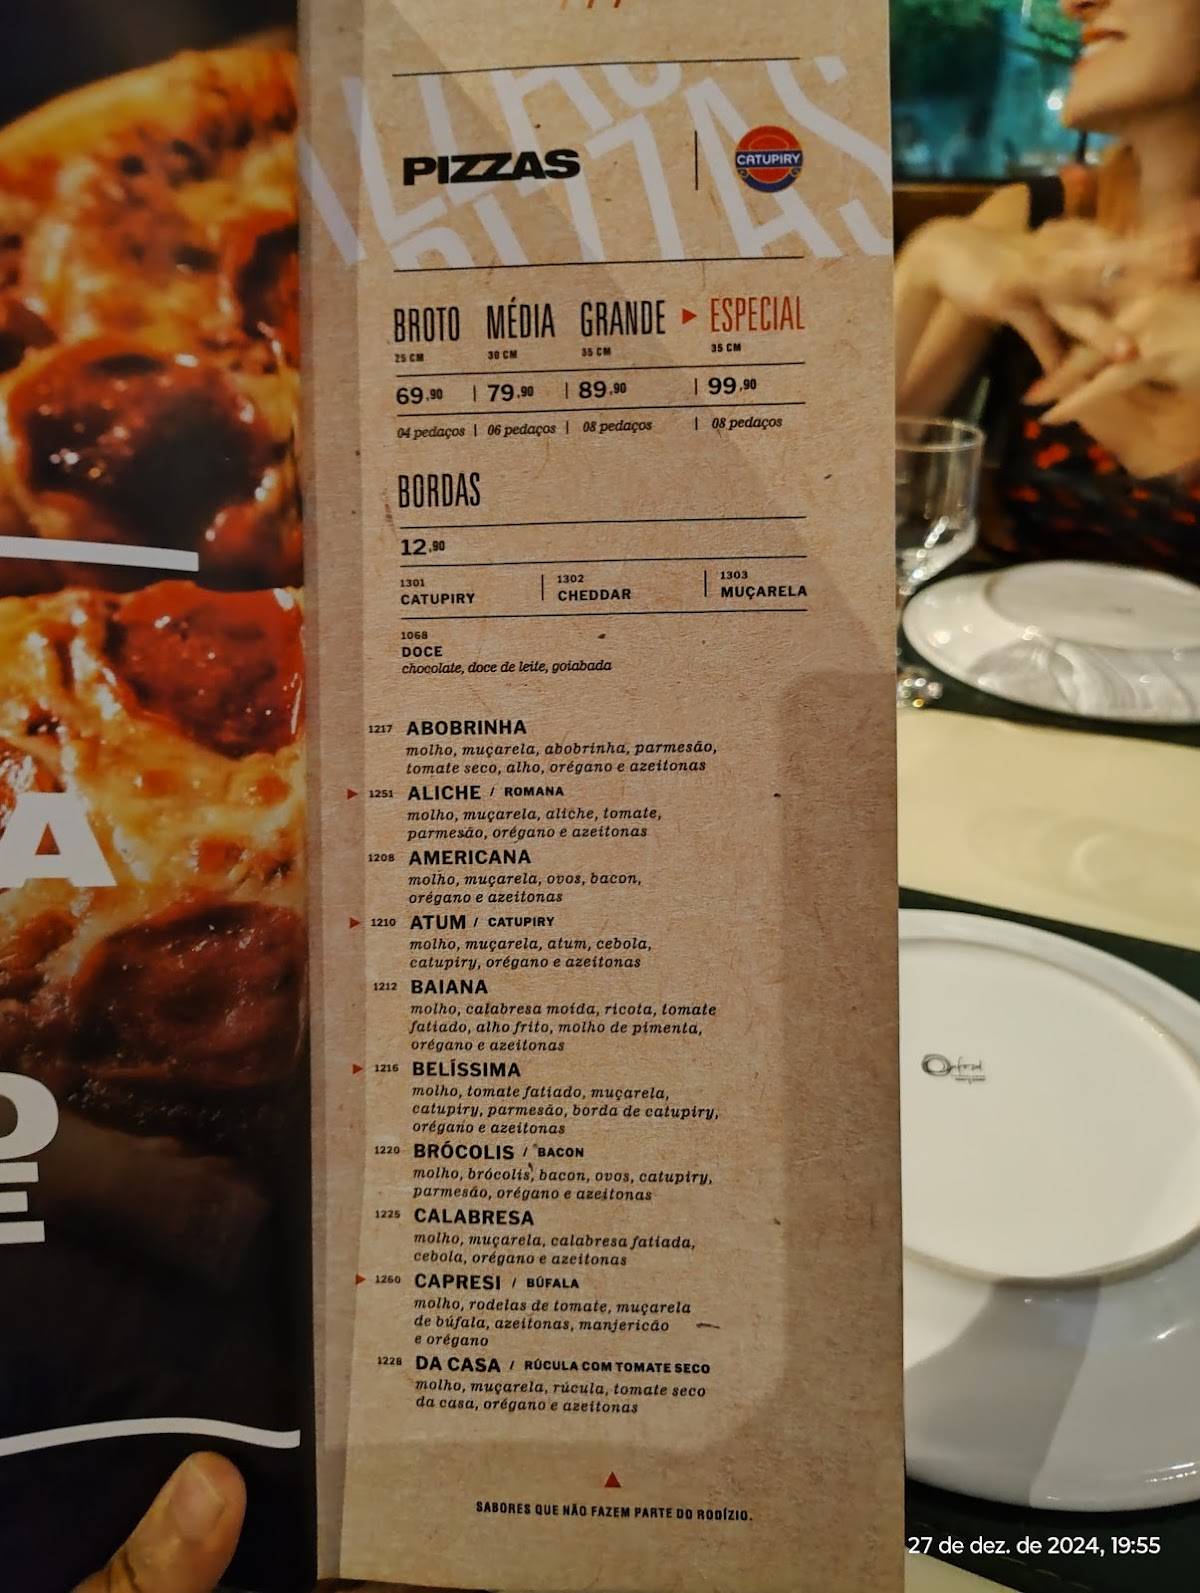 PIZZAS
CATUPIRY
BROTO MÉDIA GRANDE ▶ ESPECIAL
25 CM 30 CM 35 CM 35 CM
69,90 | 79,90 | 89,90 | 99,90
04 pedaços | 06 pedaços | 08 pedaços | 08 pedaços
BORDAS
12,90
1301 1302 1303
CATUPIRY | CHEDDAR | MUÇARELA
1068
DOCE
chocolate, doce de leite, goiabada
1217 ABOBRINHA
molho, muçarela, abobrinha, parmesão,
tomate seco, alho, orégano e azeitonas
▶ 1251 ALICHE / ROMANA
molho, muçarela, aliche, tomate,
parmesão, orégano e azeitonas
1208 AMERICANA
molho, muçarela, ovos, bacon,
orégano e azeitonas
▶ 1210 ATUM / CATUPIRY
molho, muçarela, atum, cebola,
catupiry, orégano e azeitonas
1212 BAIANA
molho, calabresa moída, ricota, tomate
fatiado, alho frito, molho de pimenta,
orégano e azeitonas
▶ 1216 BELÍSSIMA
molho, tomate fatiado, muçarela,
catupiry, parmesão, borda de catupiry,
orégano e azeitonas
1220 BRÓCOLIS / BACON
molho, brócolis, bacon, ovos, catupiry,
parmesão, orégano e azeitonas
1225 CALABRESA
molho, muçarela, calabresa fatiada,
cebola, orégano e azeitonas
▶ 1260 CAPRESI / BÚFALA
molho, rodelas de tomate, muçarela
de búfala, azeitonas, manjericão
e orégano
1228 DA CASA / RÚCULA COM TOMATE SECO
molho, muçarela, rúcula, tomate seco
da casa, orégano e azeitonas
▲
SABORES QUE NÃO FAZEM PARTE DO RODÍZIO.
A
O
E
Oxford
27 de dez. de 2024, 19:55